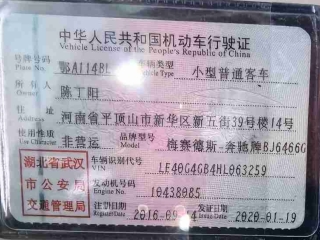 中华人民共和国机动车行驶证
Vehicle License of the People's Republic of China
号牌号码 鄂A114BL 车辆类型 小型普通客车
Plate No.
所有人 陈丁阳
Owner
住址 河南省平顶山市新华区新五街39号楼14号
Address
使用性质 非营运 品牌型号 梅赛德斯-奔驰牌BJ6466G
Use Character Model
湖北省武汉 车辆识别代号 LE40G4GB4HL063259
VIN
市公安局 发动机号码 10438085
Engine No.
交通管理局 注册日期 2016-09- 发证日期 2020-01-19
Register Date Issue Date